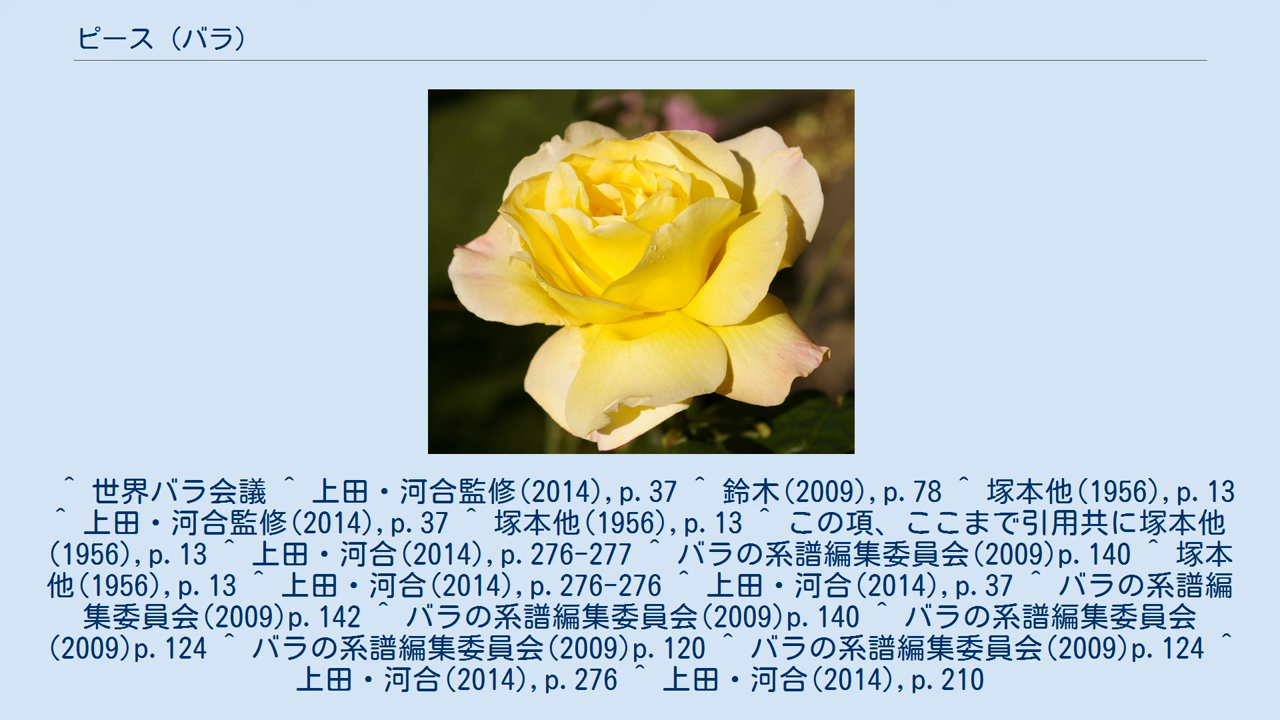 ピース（バラ）
^ 世界バラ会議 ^ 上田・河合監修(2014),p.37 ^ 鈴木(2009),p.78 ^ 塚本他(1956),p.13
^ 上田・河合監修(2014),p.37 ^ 塚本他(1956),p.13 ^ この項、ここまで引用共に塚本他
(1956),p.13 ^ 上田・河合(2014),p.276-277 ^ バラの系譜編集委員会(2009)p.140 ^ 塚本
他(1956),p.13 ^ 上田・河合(2014),p.276-276 ^ 上田・河合(2014),p.37 ^ バラの系譜編
集委員会(2009)p.142 ^ バラの系譜編集委員会(2009)p.140 ^ バラの系譜編集委員会
(2009)p.124 ^ バラの系譜編集委員会(2009)p.120 ^ バラの系譜編集委員会(2009)p.124 ^
上田・河合(2014),p.276 ^ 上田・河合(2014),p.210